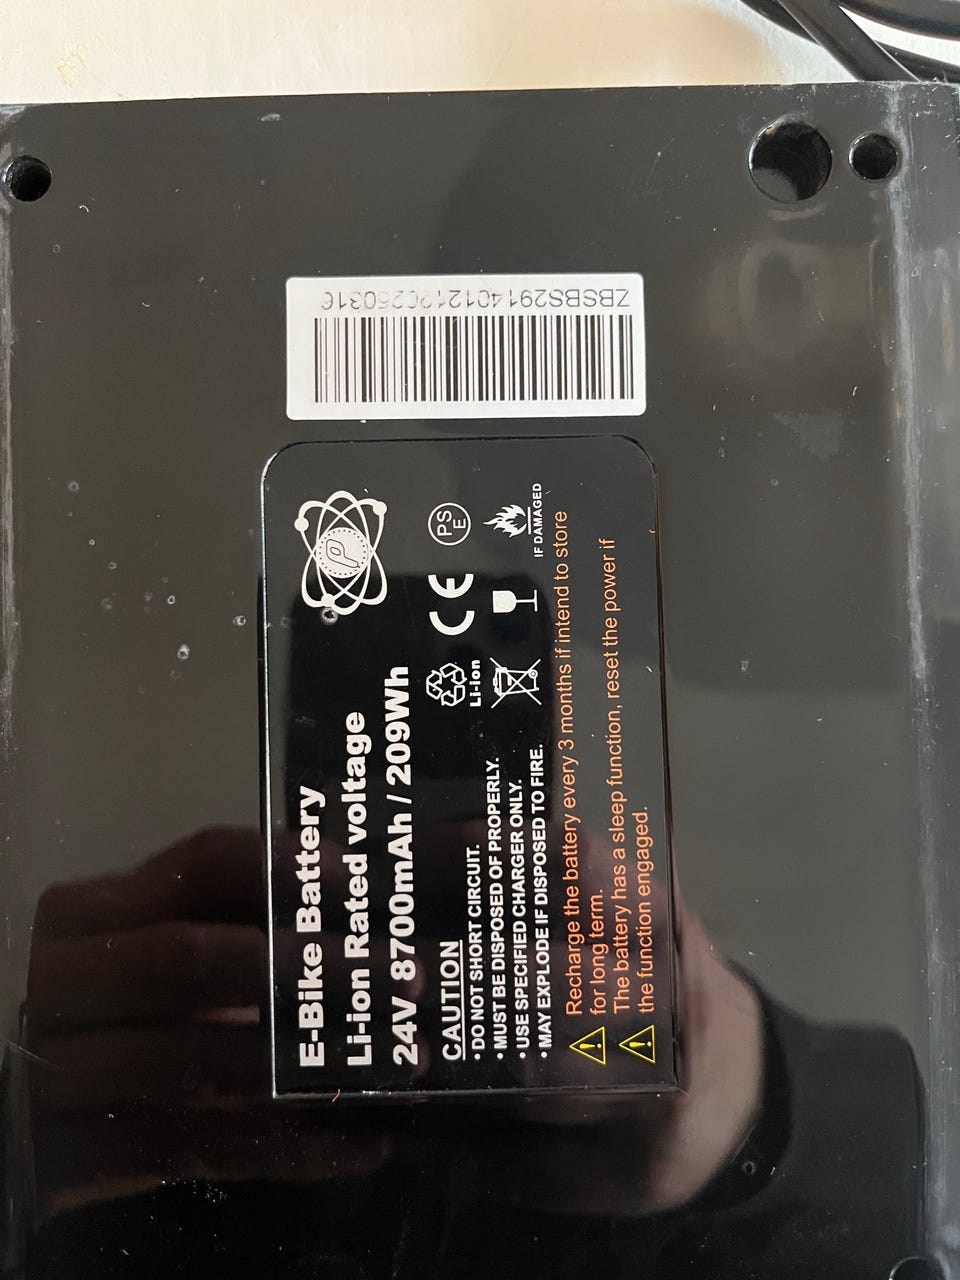 ZBSBS2914012120250316
E-Bike Battery
Li-ion Rated voltage
24V 8700mAh / 209Wh
CAUTION
• DO NOT SHORT CIRCUIT.
• MUST BE DISPOSED OF PROPERLY.
• USE SPECIFIED CHARGER ONLY.
• MAY EXPLODE IF DISPOSED TO FIRE.
Li-ion
CE
PSE
IF DAMAGED
Recharge the battery every 3 months if intend to store
for long term.
The battery has a sleep function, reset the power if
the function engaged.